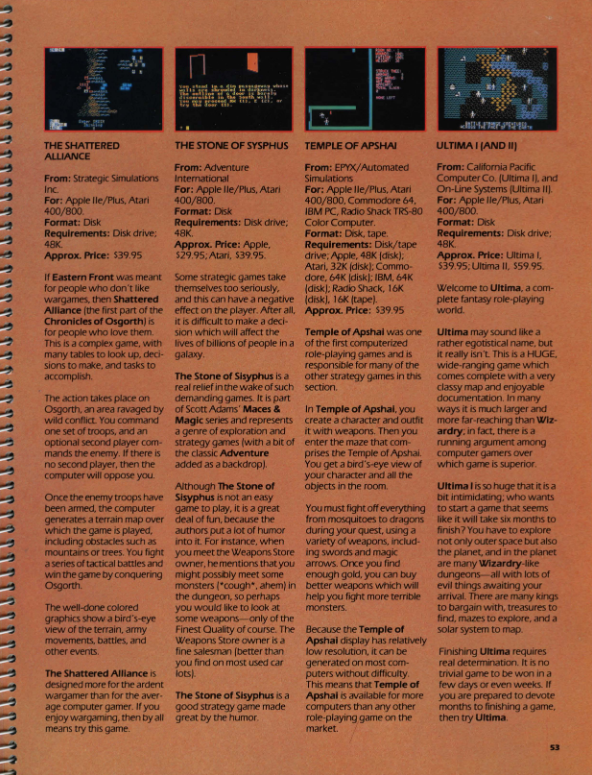 THE SHATTERED
ALLIANCE
From: Strategic Simulations
Inc.
For: Apple IIe/Plus, Atari
400/800.
Format: Disk
Requirements: Disk drive;
48K.
Approx. Price: $39.95
If Eastern Front was meant
for people who don't like
wargames, then Shattered
Alliance (the first part of the
Chronicles of Osgorth) is
for people who love them.
This is a complex game, with
many tables to look up, deci-
sions to make, and tasks to
accomplish.
The action takes place on
Osgorth, an area ravaged by
wild conflict. You command
one set of troops, and an
optional second player com-
mands the enemy. If there is
no second player, then the
computer will oppose you.
Once the enemy troops have
been armed, the computer
generates a terrain map over
which the game is played,
including obstacles such as
mountains or trees. You fight
a series of tactical battles and
win the game by conquering
Osgorth.
The well-done colored
graphics show a bird's-eye
view of the terrain, army
movements, battles, and
other events.
The Shattered Alliance is
designed more for the ardent
wargamer than for the aver-
age computer gamer. If you
enjoy wargaming, then by all
means try this game.
THE STONE OF SYSPHUS
From: Adventure
International
For: Apple IIe/Plus, Atari
400/800.
Format: Disk
Requirements: Disk drive;
48K.
Approx. Price: Apple,
$29.95; Atari, $39.95.
Some strategic games take
themselves too seriously,
and this can have a negative
effect on the player. After all,
it is difficult to make a deci-
sion which will affect the
lives of billions of people in a
galaxy.
The Stone of Sisyphus is a
real relief in the wake of such
demanding games. It is part
of Scott Adams' Maces &
Magic series and represents
a genre of exploration and
strategy games (with a bit of
the classic Adventure
added as a backdrop).
Although The Stone of
Sisyphus is not an easy
game to play, it is a great
deal of fun, because the
authors put a lot of humor
into it. For instance, when
you meet the Weapons Store
owner, he mentions that you
might possibly meet some
monsters (*cough*, ahem) in
the dungeon, so perhaps
you would like to look at
some weapons—only of the
Finest Quality of course. The
Weapons Store owner is a
fine salesman (better than
you find on most used car
lots).
The Stone of Sisyphus is a
good strategy game made
great by the humor.
TEMPLE OF APSHAI
From: EPYX/Automated
Simulations
For: Apple IIe/Plus, Atari
400/800, Commodore 64,
IBM PC, Radio Shack TRS-80
Color Computer.
Format: Disk, tape.
Requirements: Disk/tape
drive; Apple, 48K (disk);
Atari, 32K (disk); Commo-
dore, 64K (disk); IBM, 64K
(disk); Radio Shack, 16K
(disk), 16K (tape).
Approx. Price: $39.95
Temple of Apshai was one
of the first computerized
role-playing games and is
responsible for many of the
other strategy games in this
section.
In Temple of Apshai, you
create a character and outfit
it with weapons. Then you
enter the maze that com-
prises the Temple of Apshai.
You get a bird's-eye view of
your character and all the
objects in the room.
You must fight off everything
from mosquitoes to dragons
during your quest, using a
variety of weapons, includ-
ing swords and magic
arrows. Once you find
enough gold, you can buy
better weapons which will
help you fight more terrible
monsters.
Because the Temple of
Apshai display has relatively
low resolution, it can be
generated on most com-
puters without difficulty.
This means that Temple of
Apshai is available for more
computers than any other
role-playing game on the
market.
ULTIMA I (AND II)
From: California Pacific
Computer Co. (Ultima I), and
On-Line Systems (Ultima II).
For: Apple IIe/Plus, Atari
400/800.
Format: Disk
Requirements: Disk drive;
48K.
Approx. Price: Ultima I,
$39.95; Ultima II, $59.95.
Welcome to Ultima, a com-
plete fantasy role-playing
world.
Ultima may sound like a
rather egotistical name, but
it really isn't. This is a HUGE,
wide-ranging game which
comes complete with a very
classy map and enjoyable
documentation. In many
ways it is much larger and
more far-reaching than Wiz-
ardry; in fact, there is a
running argument among
computer gamers over
which game is superior.
Ultima I is so huge that it is a
bit intimidating; who wants
to start a game that seems
like it will take six months to
finish? You have to explore
not only outer space but also
the planet, and in the planet
are many Wizardry-like
dungeons—all with lots of
evil things awaiting your
arrival. There are many kings
to bargain with, treasures to
find, mazes to explore, and a
solar system to map.
Finishing Ultima requires
real determination. It is no
trivial game to be won in a
few days or even weeks. If
you are prepared to devote
months to finishing a game,
then try Ultima.
53